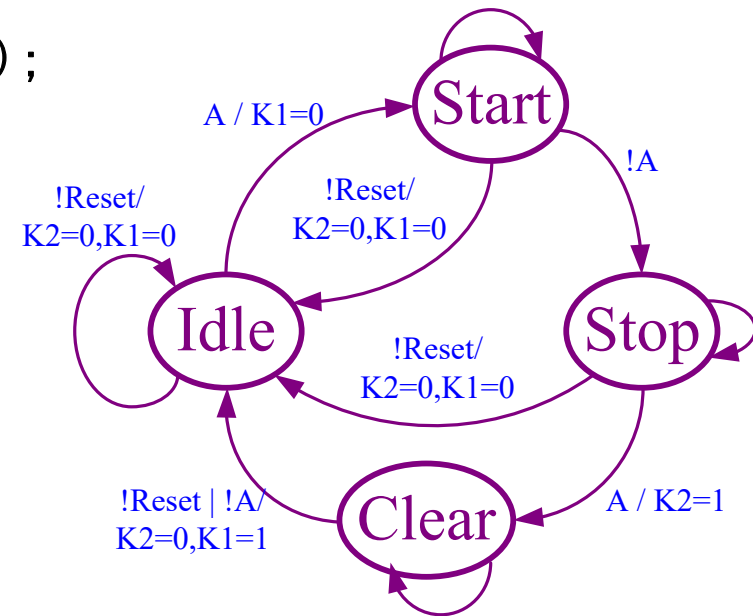 );
Start
A / K1=0
!A
!Reset/
K2=0,K1=0
!Reset/
K2=0,K1=0
Idle
Stop
!Reset/
K2=0,K1=0
!Reset | !A/
K2=0,K1=1
Clear
A / K2=1